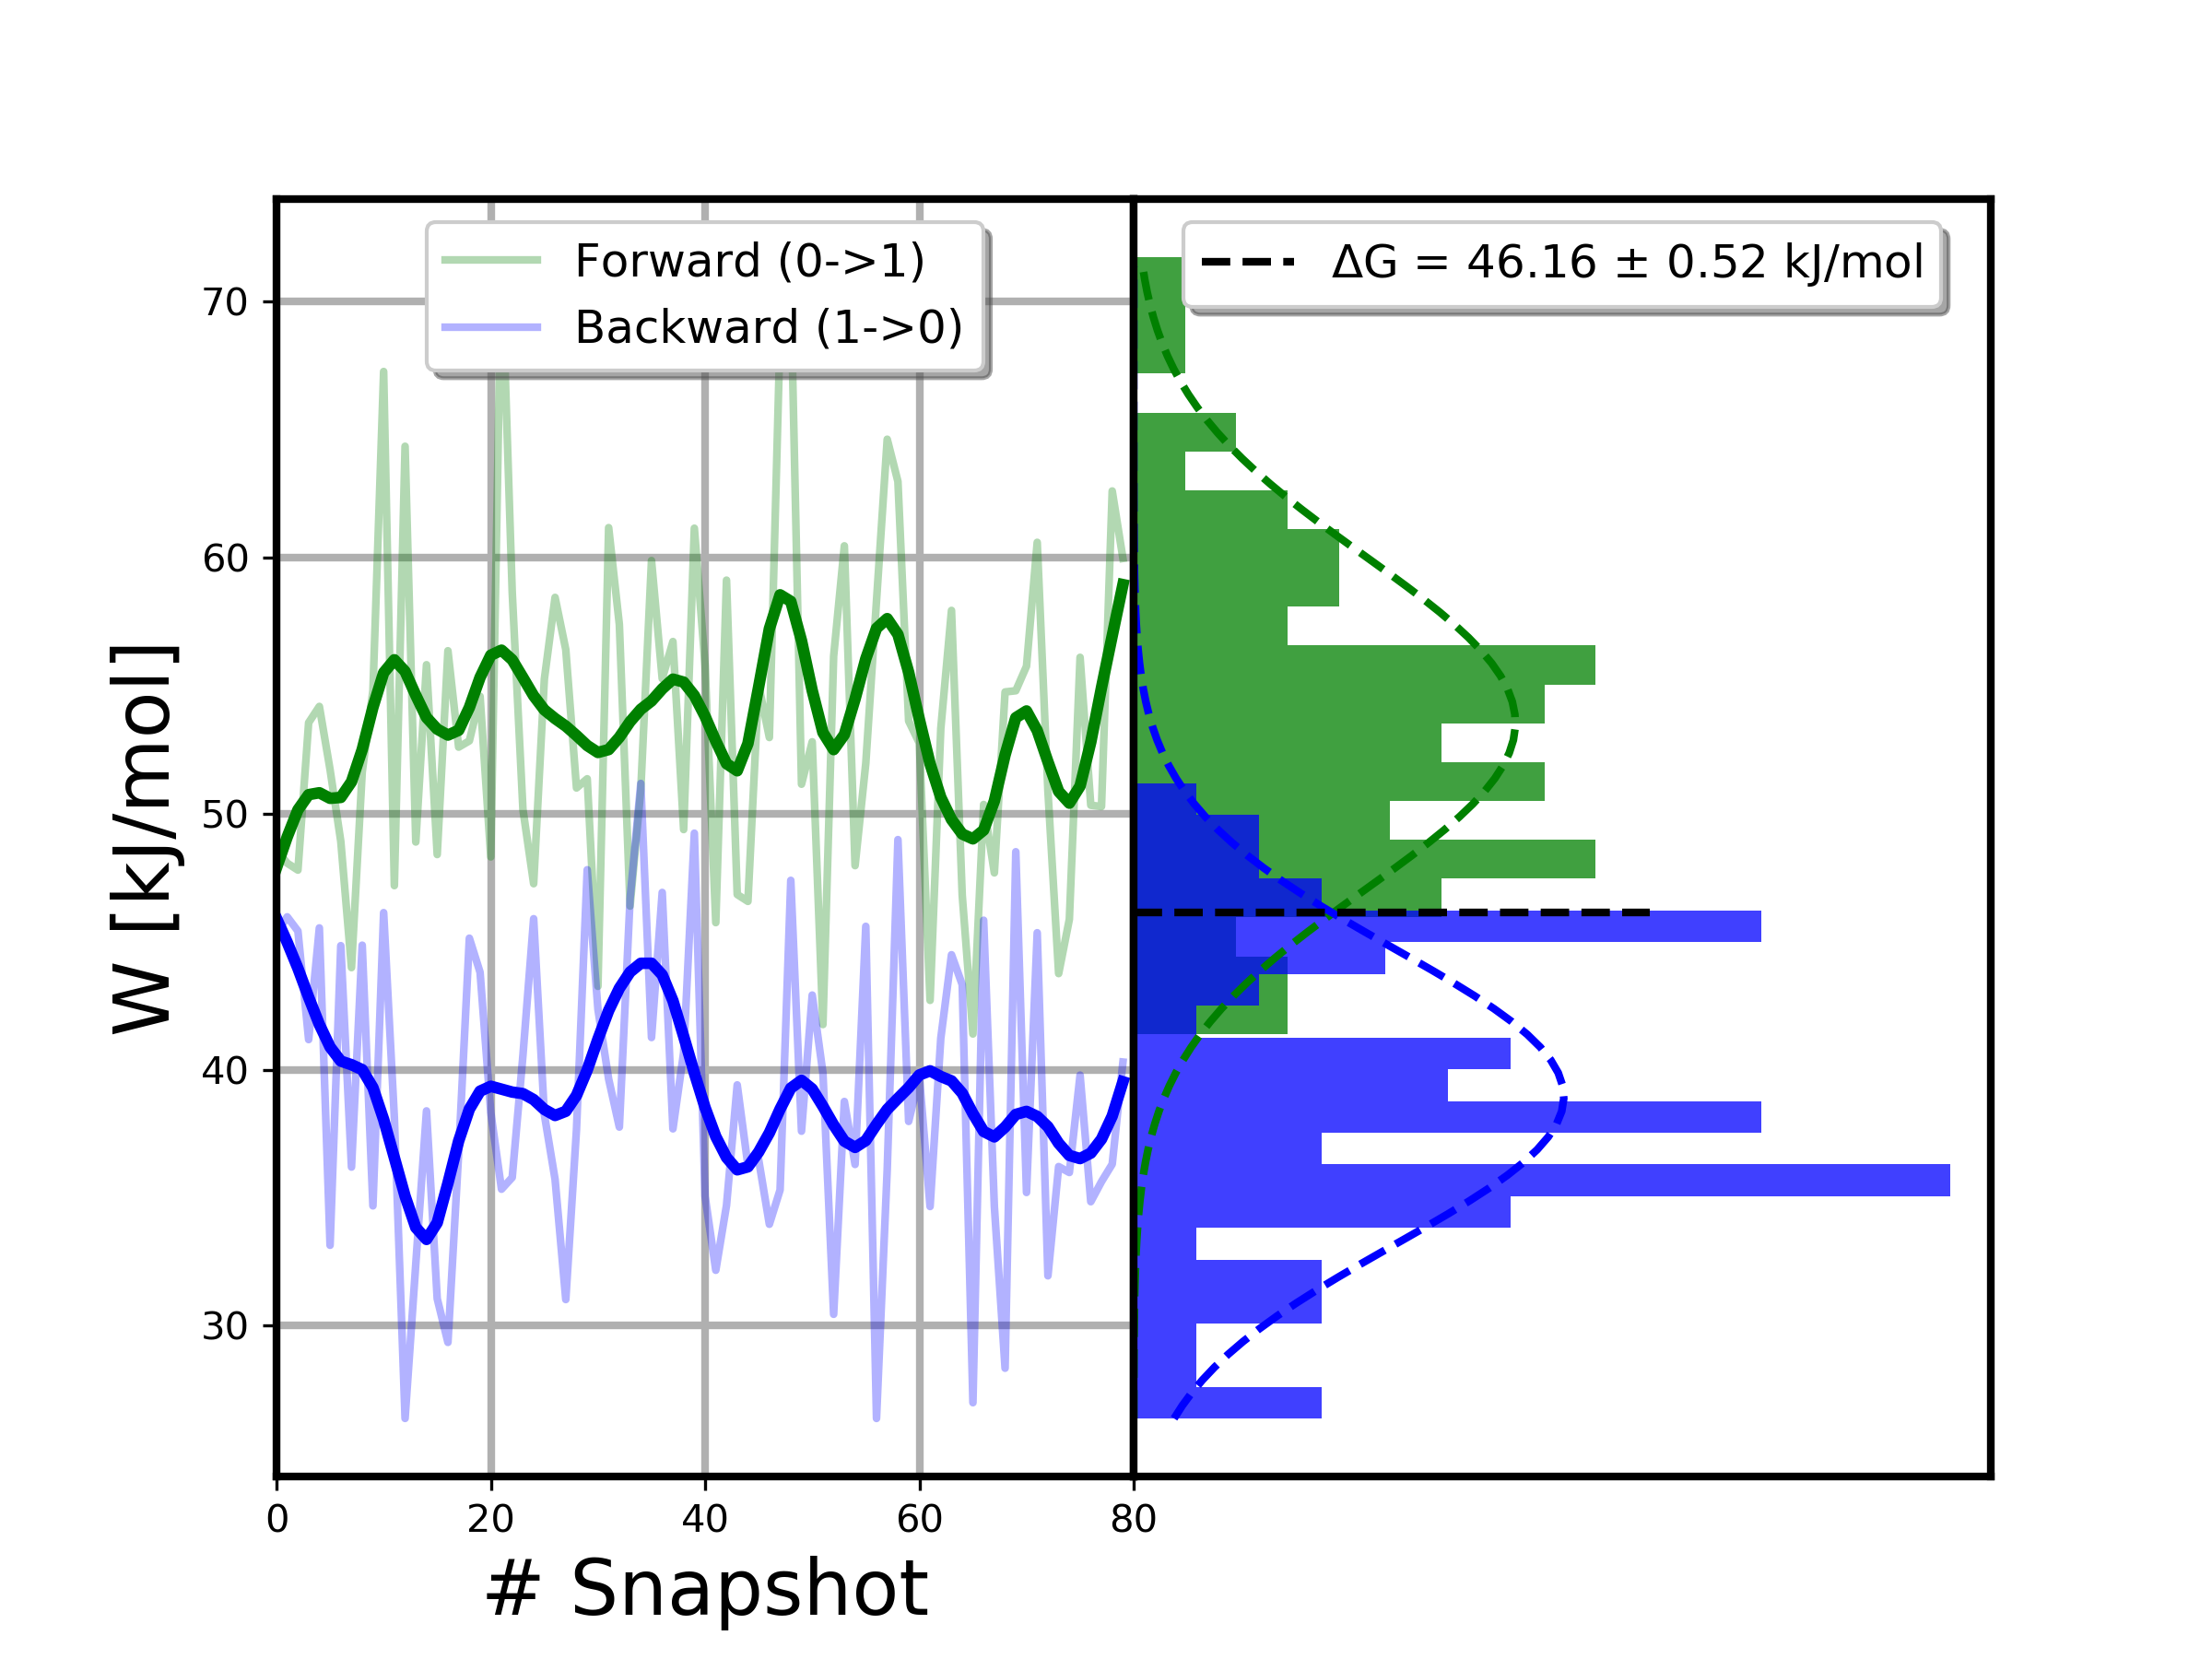 Forward (0->1)
Backward (1->0)
ΔG = 46.16 ± 0.52 kJ/mol
70
60
50
40
30
W [kJ/mol]
0 20 40 60 80
# Snapshot